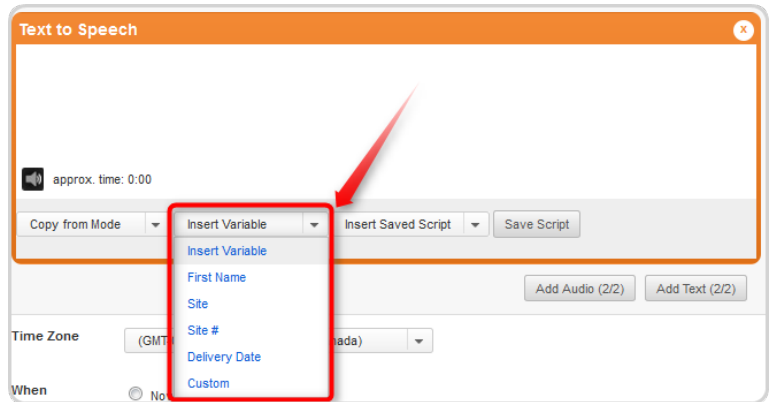 Text to Speech
x
approx. time: 0:00
Copy from Mode Insert Variable Insert Saved Script Save Script
Insert Variable
First Name
Site
Site #
Delivery Date
Custom
Add Audio (2/2) Add Text (2/2)
Time Zone (GMT nada)
When No